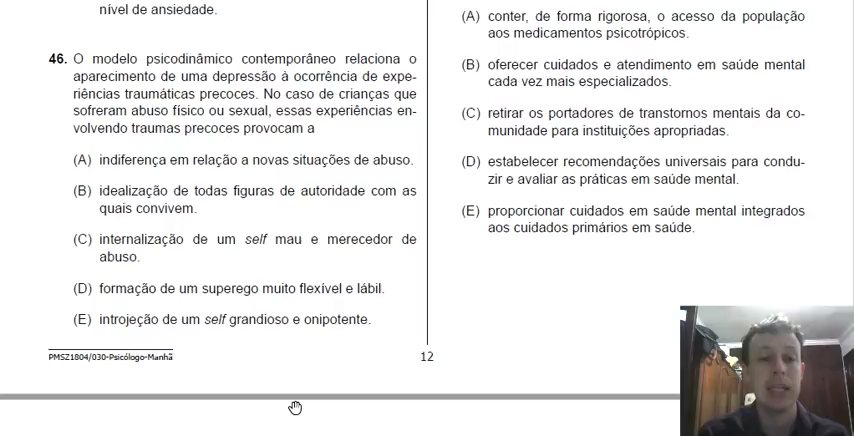 nível de ansiedade.
46. O modelo psicodinâmico contemporâneo relaciona o
aparecimento de uma depressão à ocorrência de expe-
riências traumáticas precoces. No caso de crianças que
sofreram abuso físico ou sexual, essas experiências en-
volvendo traumas precoces provocam a
(A) indiferença em relação a novas situações de abuso.
(B) idealização de todas figuras de autoridade com as
quais convivem.
(C) internalização de um self mau e merecedor de
abuso.
(D) formação de um superego muito flexível e lábil.
(E) introjeção de um self grandioso e onipotente.
(A) conter, de forma rigorosa, o acesso da população
aos medicamentos psicotrópicos.
(B) oferecer cuidados e atendimento em saúde mental
cada vez mais especializados.
(C) retirar os portadores de transtornos mentais da co-
munidade para instituições apropriadas.
(D) estabelecer recomendações universais para condu-
zir e avaliar as práticas em saúde mental.
(E) proporcionar cuidados em saúde mental integrados
aos cuidados primários em saúde.
PMSZ1804/030-Psicólogo-Manhã
12